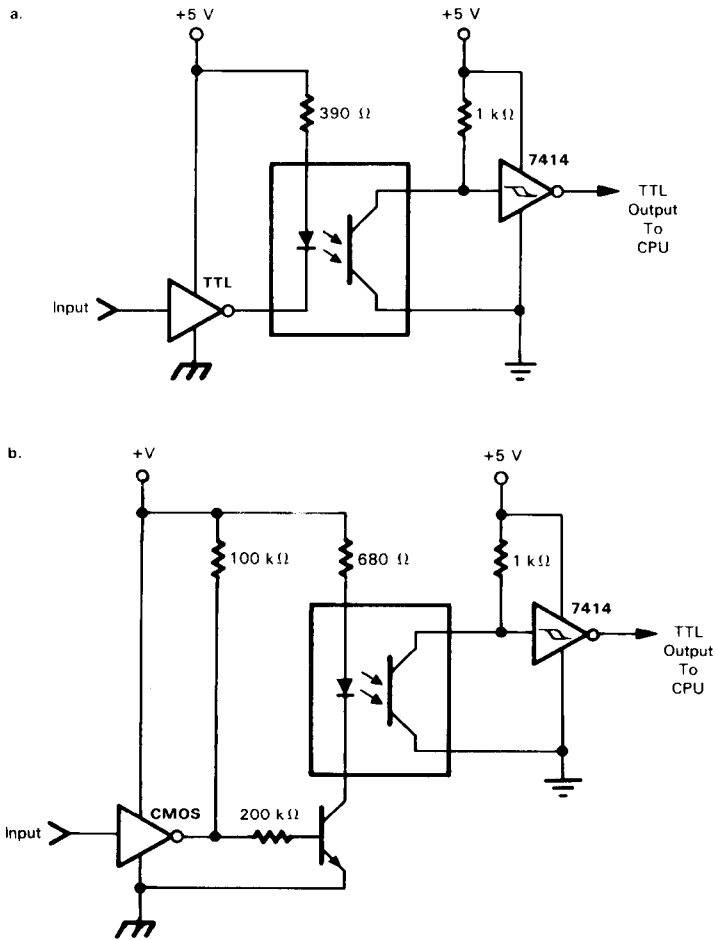 a.
+5 V
+5 V
390 Ω
1 kΩ
7414
TTL
Output
To
CPU
TTL
Input
b.
+V
+5 V
100 kΩ
680 Ω
1 kΩ
7414
TTL
Output
To
CPU
CMOS
200 kΩ
Input